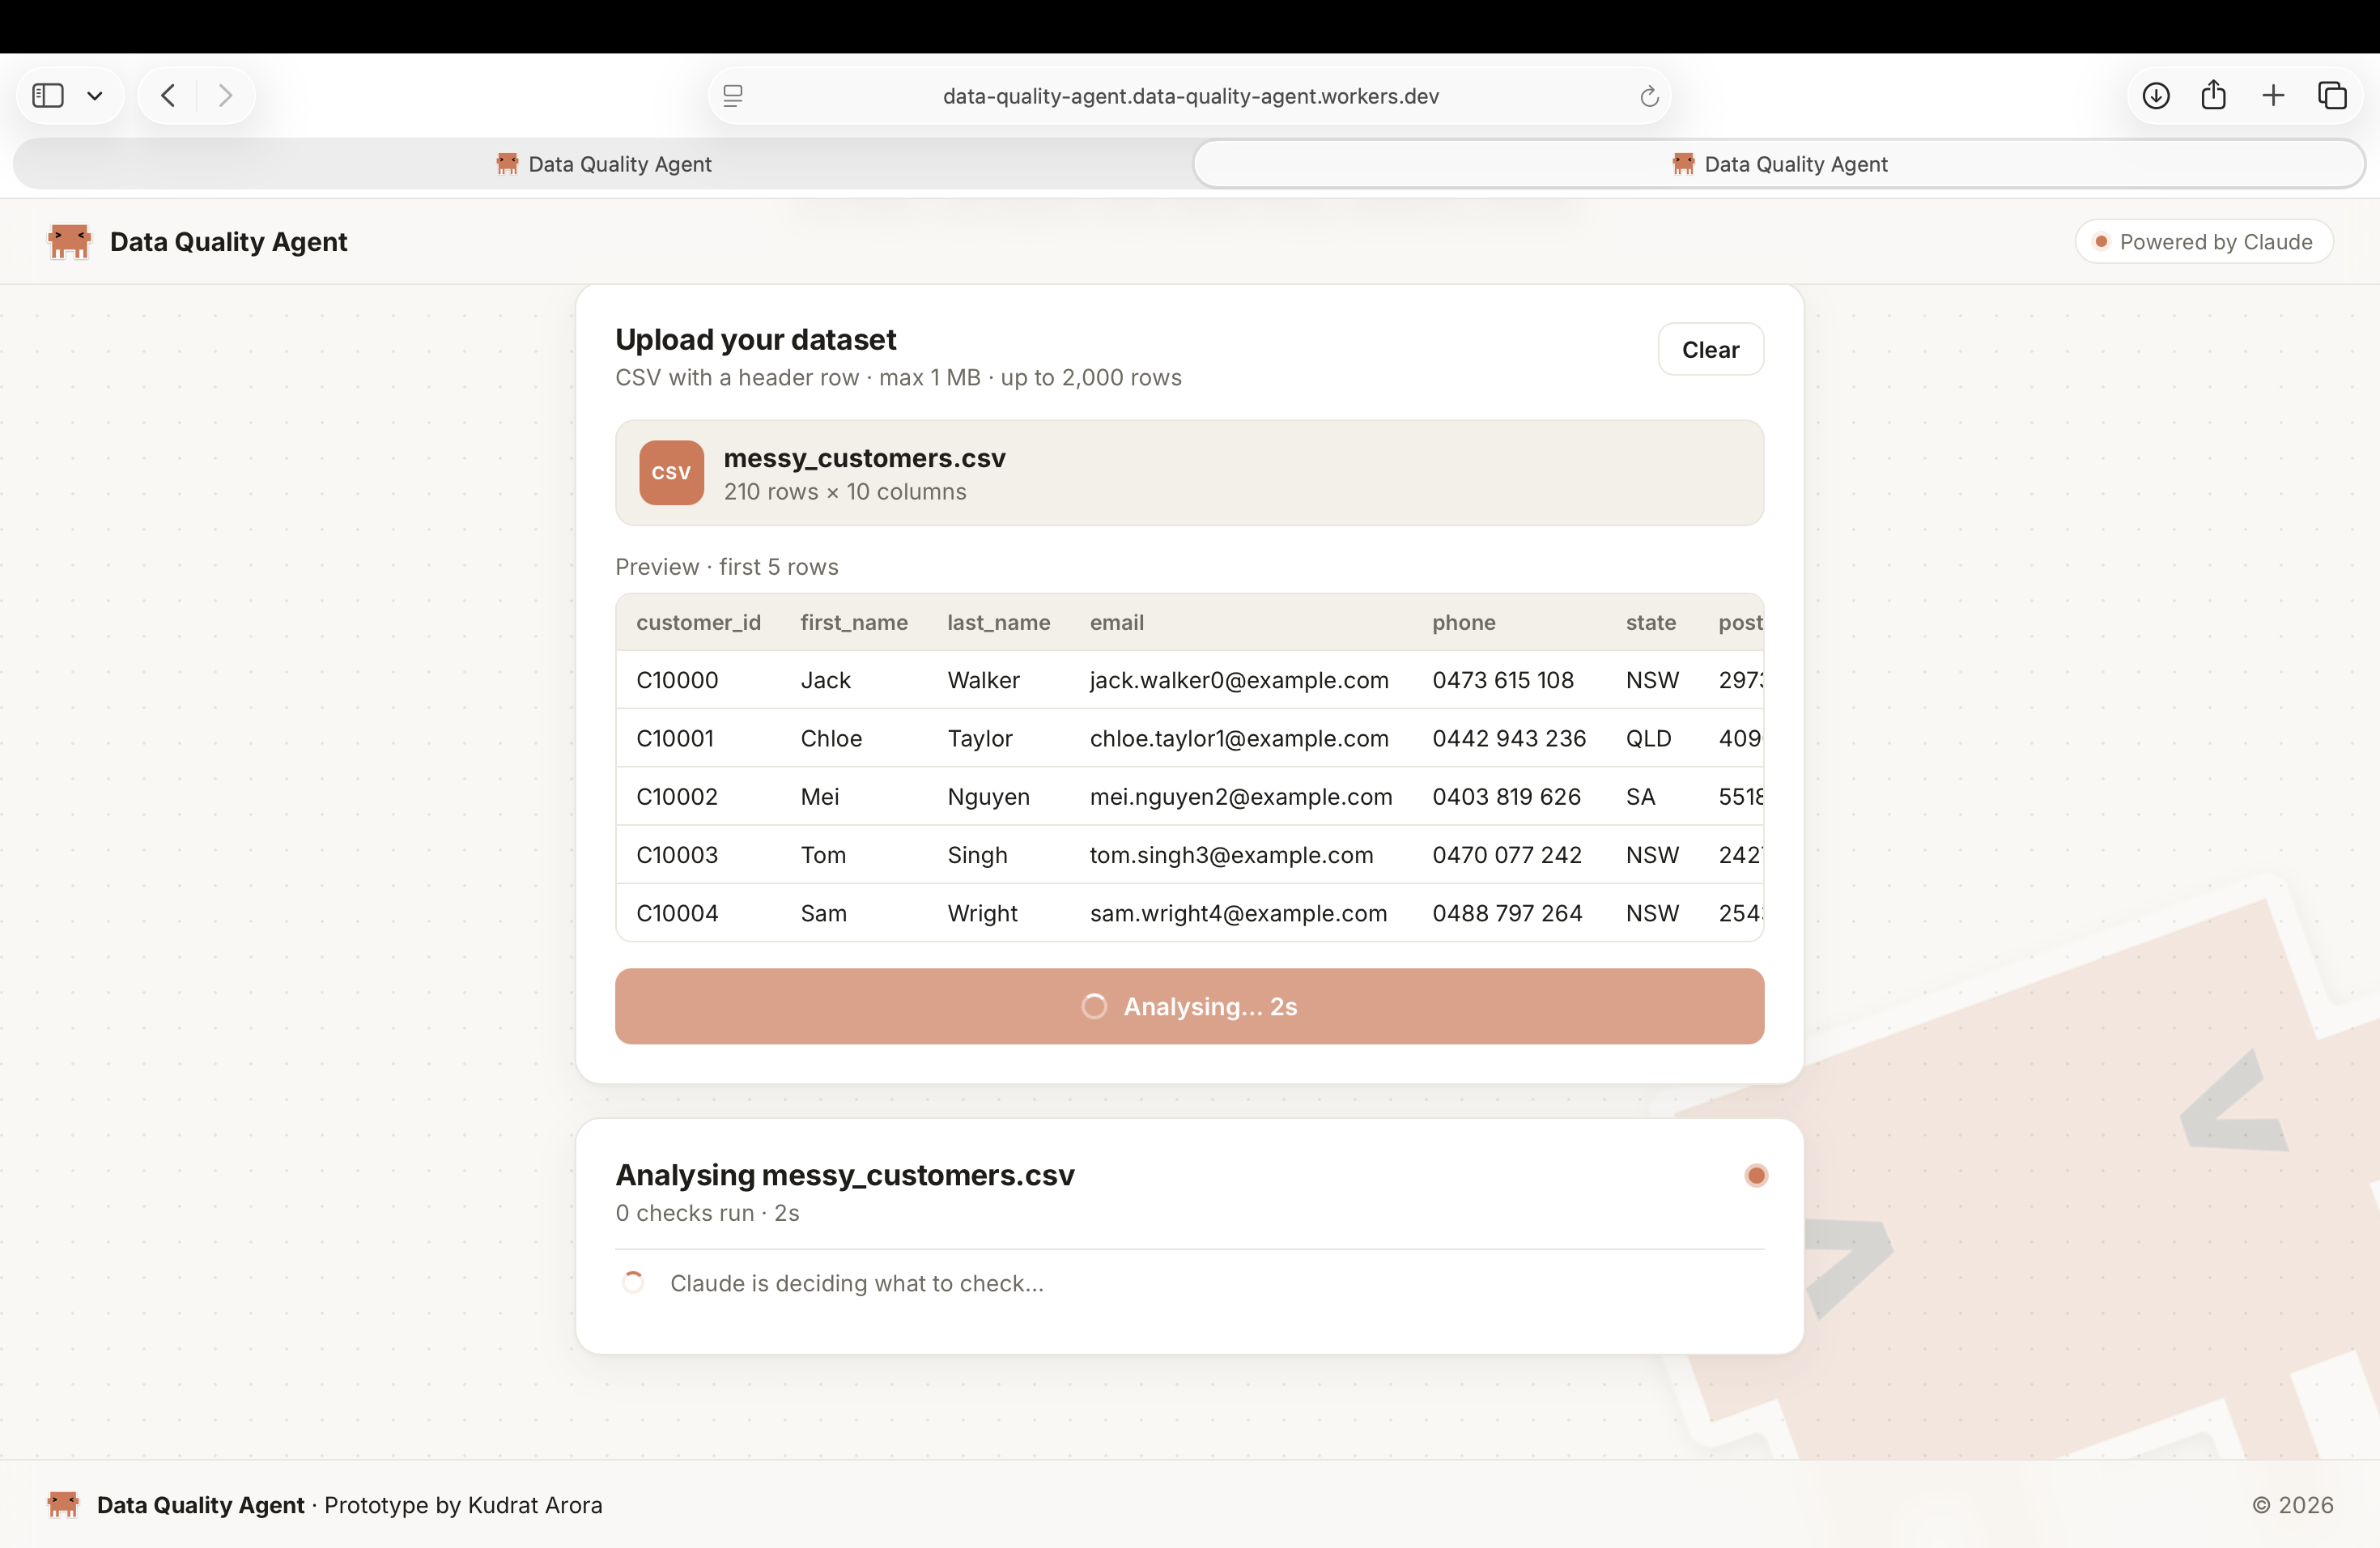 data-quality-agent.data-quality-agent.workers.dev
Data Quality Agent
Data Quality Agent
Data Quality Agent
Powered by Claude
Upload your dataset
Clear
CSV with a header row · max 1 MB · up to 2,000 rows
CSV
messy_customers.csv
210 rows × 10 columns
Preview · first 5 rows
customer_id first_name last_name email phone state post
C10000 Jack Walker jack.walker0@example.com 0473 615 108 NSW 297
C10001 Chloe Taylor chloe.taylor1@example.com 0442 943 236 QLD 409
C10002 Mei Nguyen mei.nguyen2@example.com 0403 819 626 SA 5518
C10003 Tom Singh tom.singh3@example.com 0470 077 242 NSW 242
C10004 Sam Wright sam.wright4@example.com 0488 797 264 NSW 254
Analysing... 2s
Analysing messy_customers.csv
0 checks run · 2s
Claude is deciding what to check...
Data Quality Agent · Prototype by Kudrat Arora
© 2026